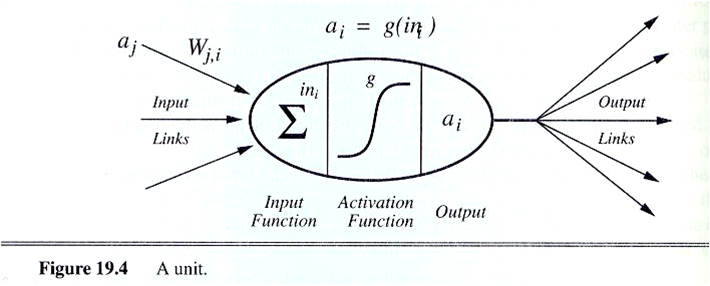 a_i = g(in_i)
a_j
W_j,i
Input
Links
in_i
Σ
g
a_i
Output
Links
Input
Function
Activation
Function
Output
Figure 19.4 A unit.